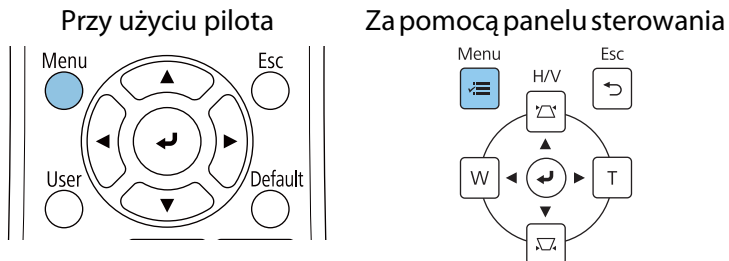 Przy użyciu pilota
Za pomocą panelu sterowania
Menu
Esc
User
Default
Menu
Esc
H/V
W
T